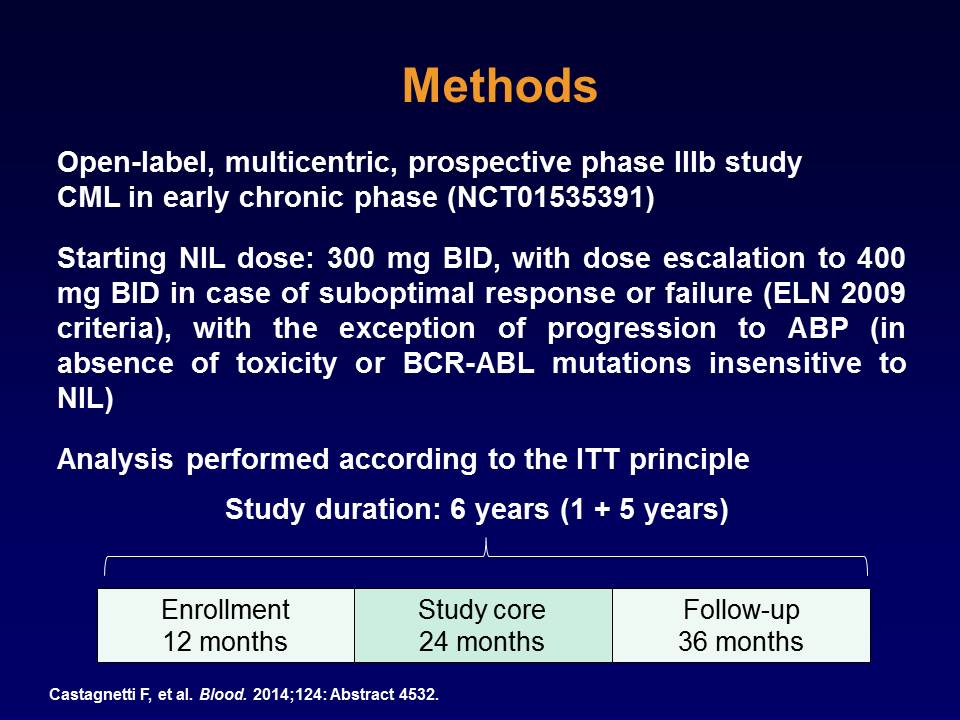 Methods
Open-label, multicentric, prospective phase IIIb study
CML in early chronic phase (NCT01535391)
Starting NIL dose: 300 mg BID, with dose escalation to 400
mg BID in case of suboptimal response or failure (ELN 2009
criteria), with the exception of progression to ABP (in
absence of toxicity or BCR-ABL mutations insensitive to
NIL)
Analysis performed according to the ITT principle
Study duration: 6 years (1 + 5 years)
Enrollment
12 months
Study core
24 months
Follow-up
36 months
Castagnetti F, et al. Blood. 2014;124: Abstract 4532.